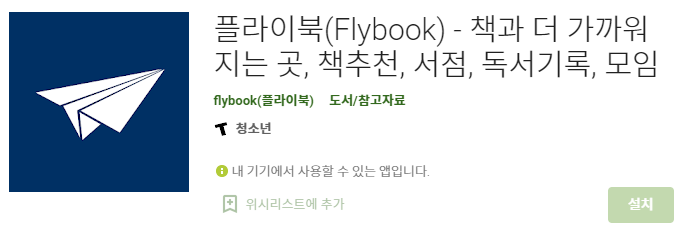 플라이북(Flybook) - 책과 더 가까워
지는 곳, 책추천, 서점, 독서기록, 모임
flybook(플라이북) 도서/참고자료
청소년
내 기기에서 사용할 수 있는 앱입니다.
위시리스트에 추가
설치